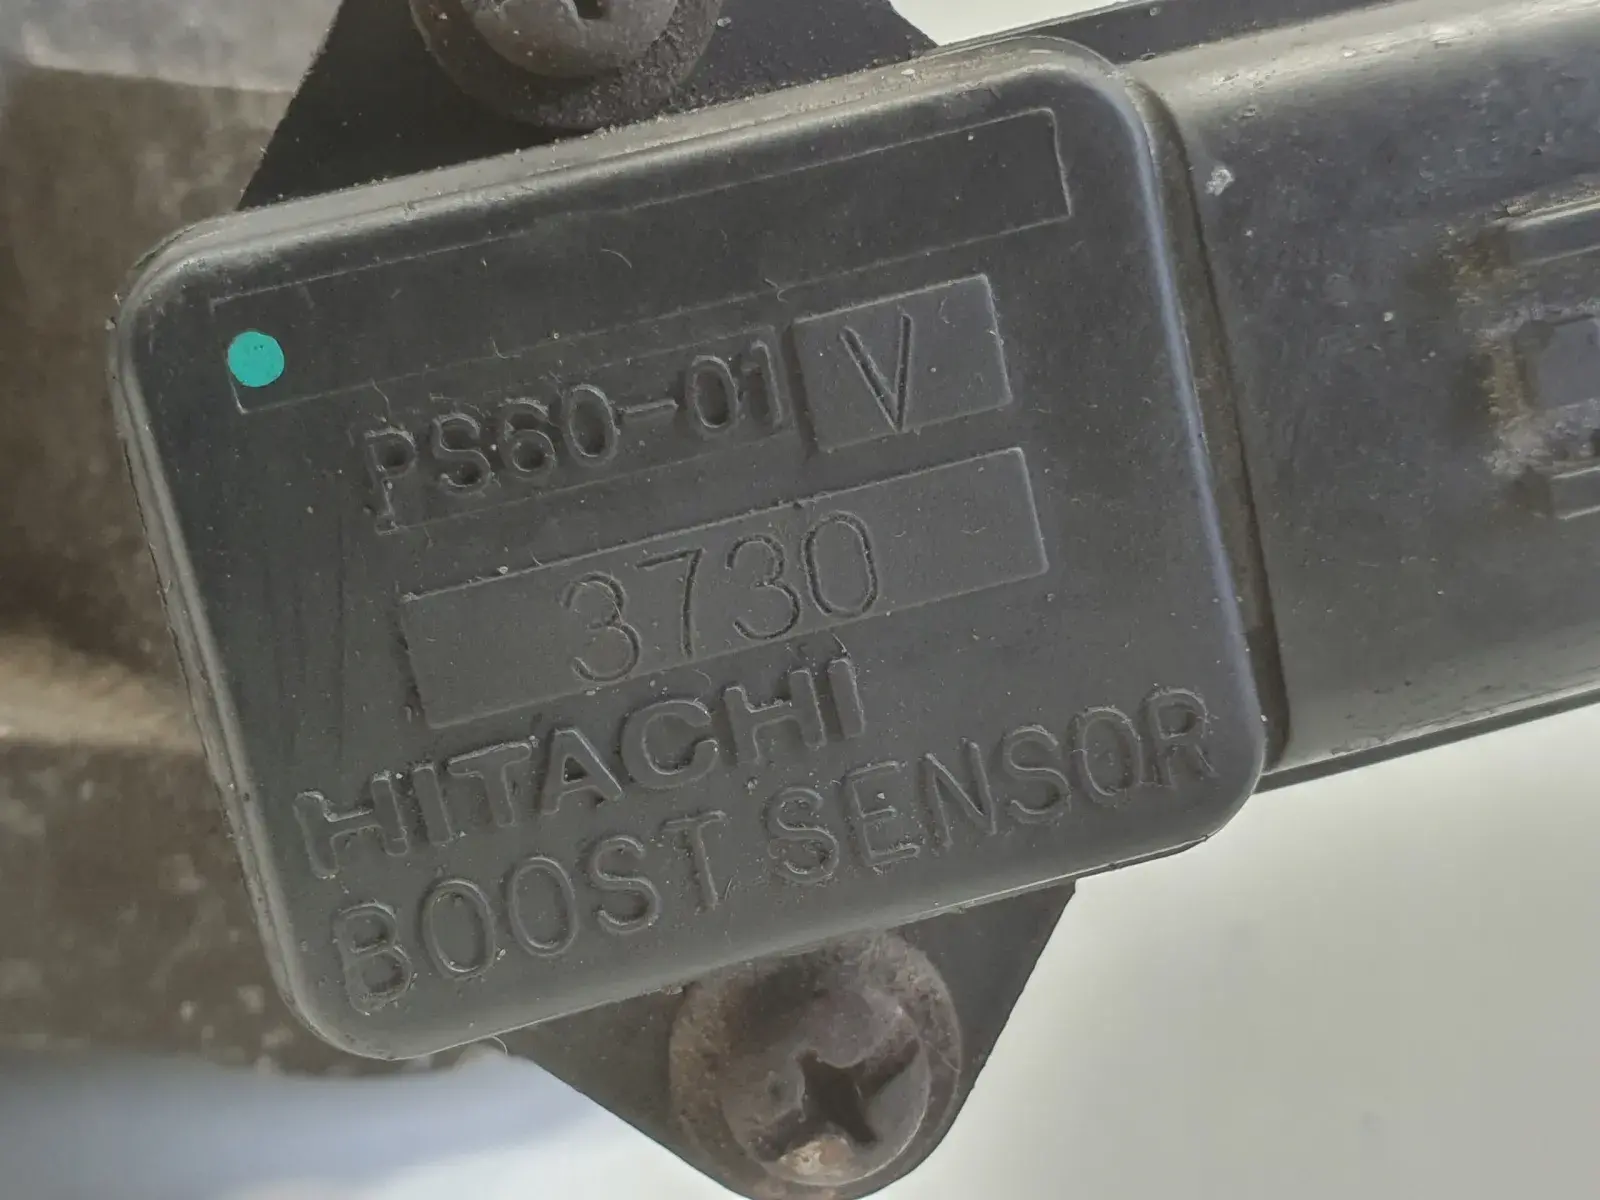 PS60-01 V
3730
HITACHI
BOOST SENSOR